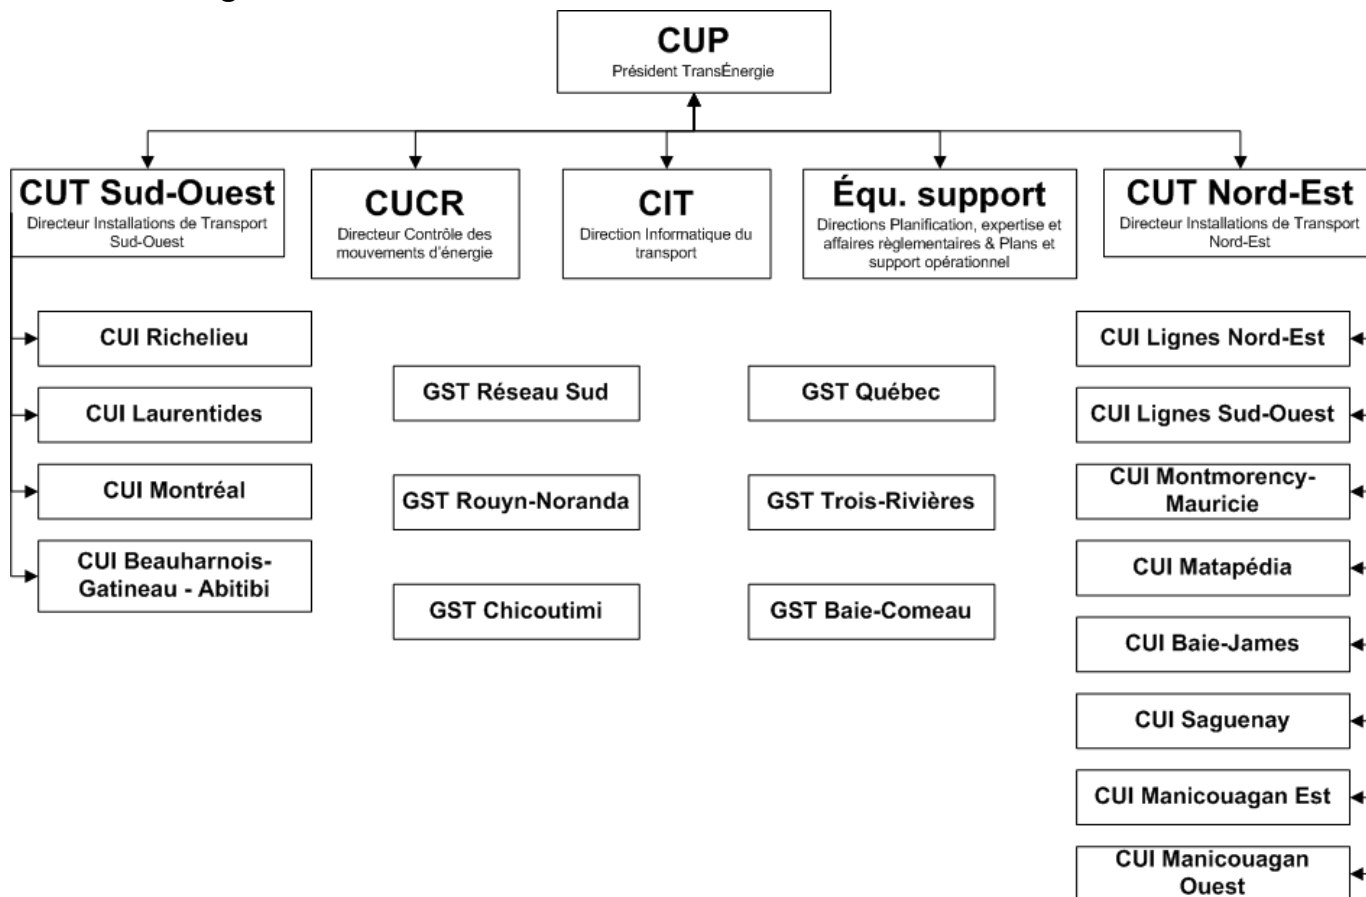 CUP
Président TransÉnergie
CUT Sud-Ouest
Directeur Installations de Transport
Sud-Ouest
CUCR
Directeur Contrôle des
mouvements d'énergie
CIT
Direction Informatique du
transport
Équ. support
Directions Planification, expertise et
affaires règlementaires & Plans et
support opérationnel
CUT Nord-Est
Directeur Installations de Transport
Nord-Est
CUI Richelieu
CUI Laurentides
CUI Montréal
CUI Beauharnois-
Gatineau - Abitibi
GST Réseau Sud
GST Rouyn-Noranda
GST Chicoutimi
GST Québec
GST Trois-Rivières
GST Baie-Comeau
CUI Lignes Nord-Est
CUI Lignes Sud-Ouest
CUI Montmorency-
Mauricie
CUI Matapédia
CUI Baie-James
CUI Saguenay
CUI Manicouagan Est
CUI Manicouagan
Ouest